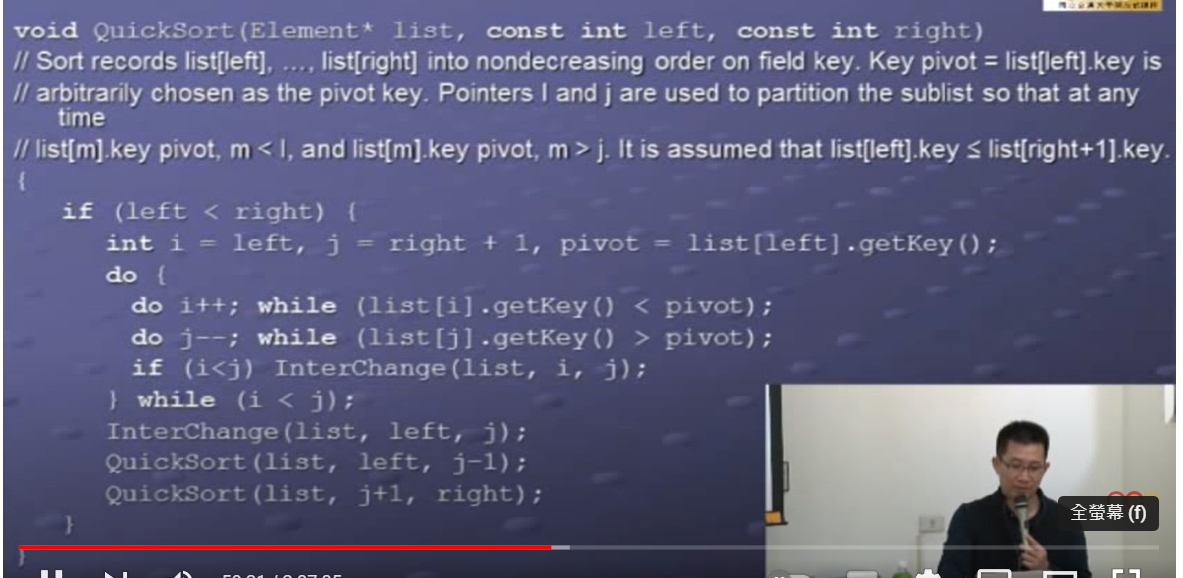 void QuickSort(Element* list, const int left, const int right)
// Sort records list[left], …, list[right] into nondecreasing order on field key. Key pivot = list[left].key is
// arbitrarily chosen as the pivot key. Pointers I and j are used to partition the sublist so that at any
time
// list[m].key pivot, m < I, and list[m].key pivot, m > j. It is assumed that list[left].key ≤ list[right+1].key.
{
if (left < right) {
int i = left, j = right + 1, pivot = list[left].getKey();
do {
do i++; while (list[i].getKey() < pivot);
do j--; while (list[j].getKey() > pivot);
if (i<j) InterChange(list, i, j);
} while (i < j);
InterChange(list, left, j);
QuickSort(list, left, j-1);
QuickSort(list, j+1, right);
}
}
全螢幕 (f)